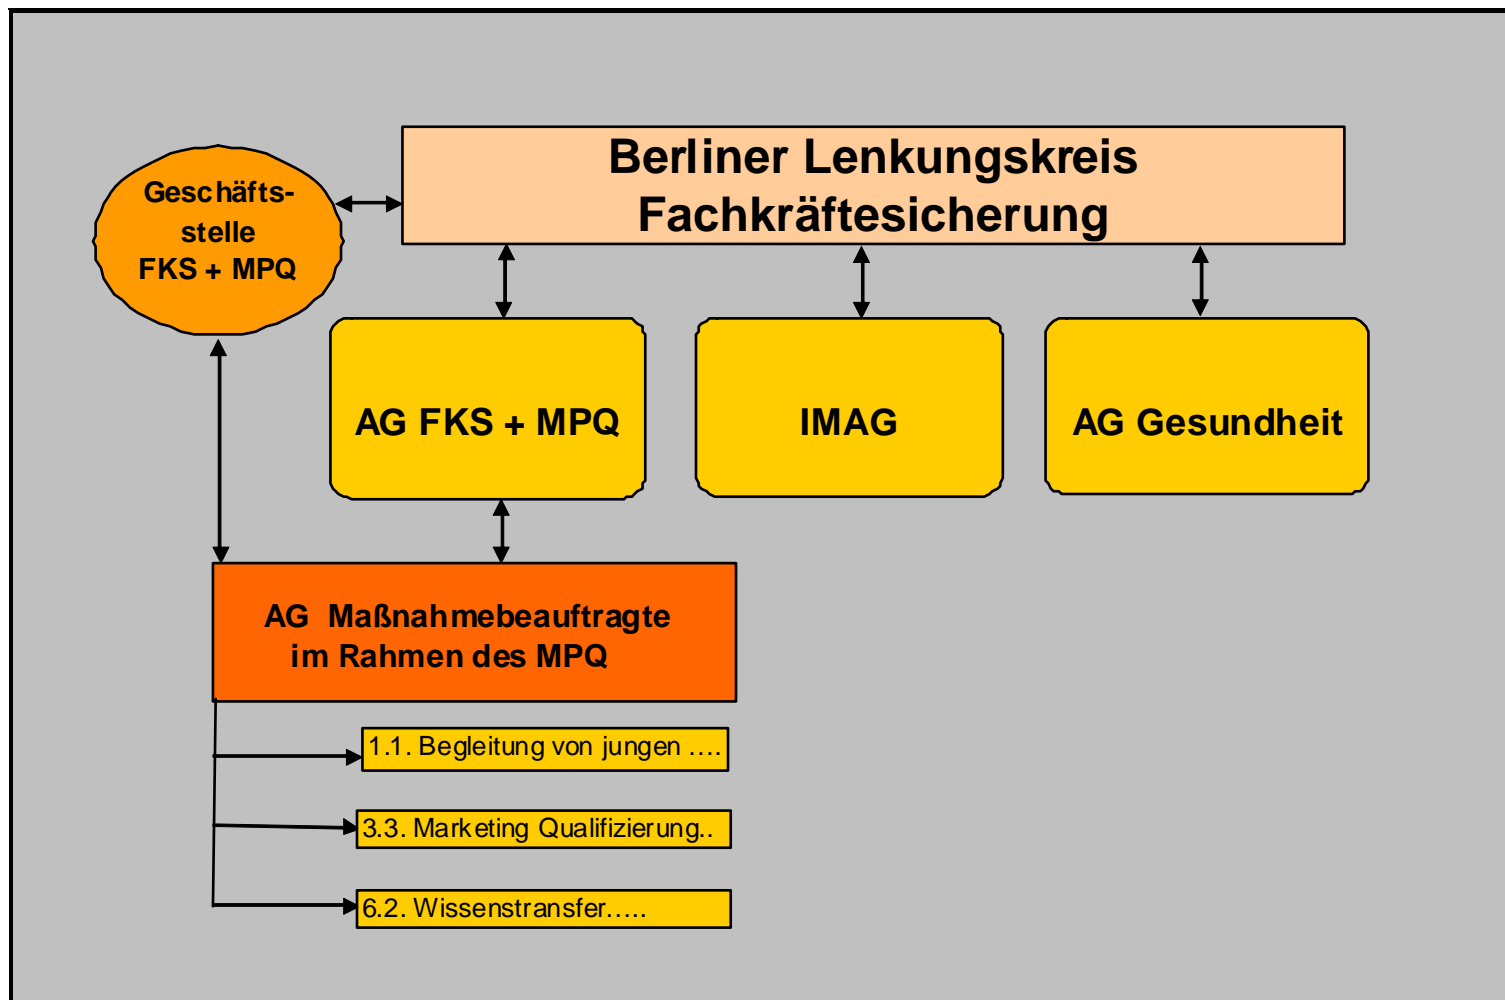 Berliner Lenkungskreis
Fachkräftesicherung
Geschäfts-
stelle
FKS + MPQ
AG FKS + MPQ
IMAG
AG Gesundheit
AG Maßnahmebeauftragte
im Rahmen des MPQ
1.1. Begleitung von jungen ….
3.3. Marketing Qualifizierung..
6.2. Wissenstransfer.….